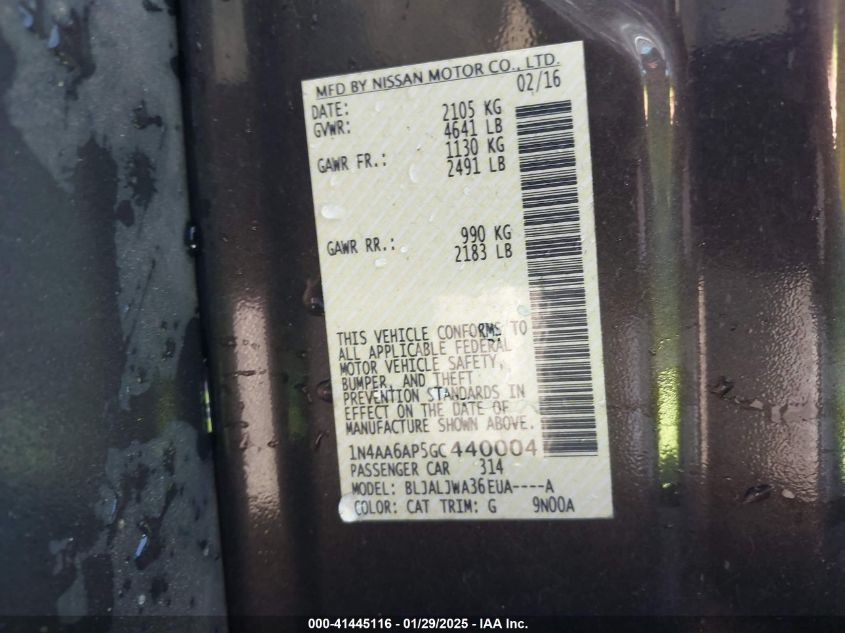 MFD BY NISSAN MOTOR CO., LTD.
DATE: 02/16
GVWR: 2105 KG
4641 LB
GAWR FR.: 1130 KG
2491 LB
GAWR RR.: 990 KG
2183 LB
THIS VEHICLE CONFORMS TO
ALL APPLICABLE FEDERAL
MOTOR VEHICLE SAFETY,
BUMPER, AND THEFT
PREVENTION STANDARDS IN
EFFECT ON THE DATE OF
MANUFACTURE SHOWN ABOVE.
1N4AA6AP5GC440004
PASSENGER CAR 314
MODEL: BLJALJWA36EUA----A
COLOR: CAT TRIM: G 9N00A
000-41445116 - 01/29/2025 - IAA Inc.